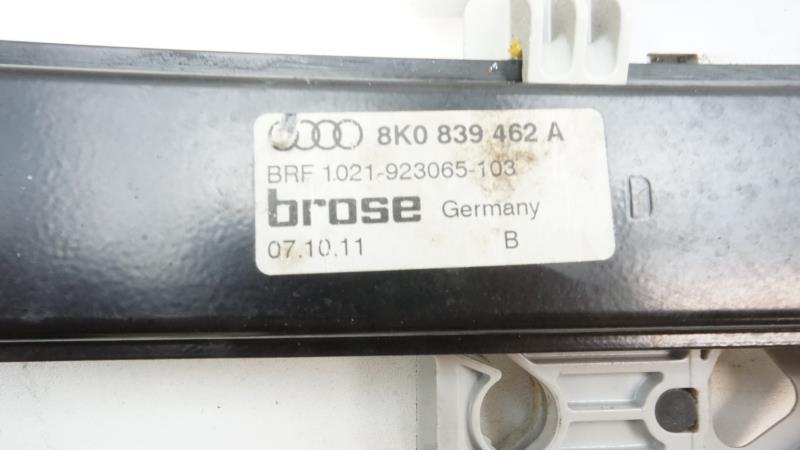 8K0 839 462 A
BRF 1.021-923065-103
brose Germany
07.10.11 B